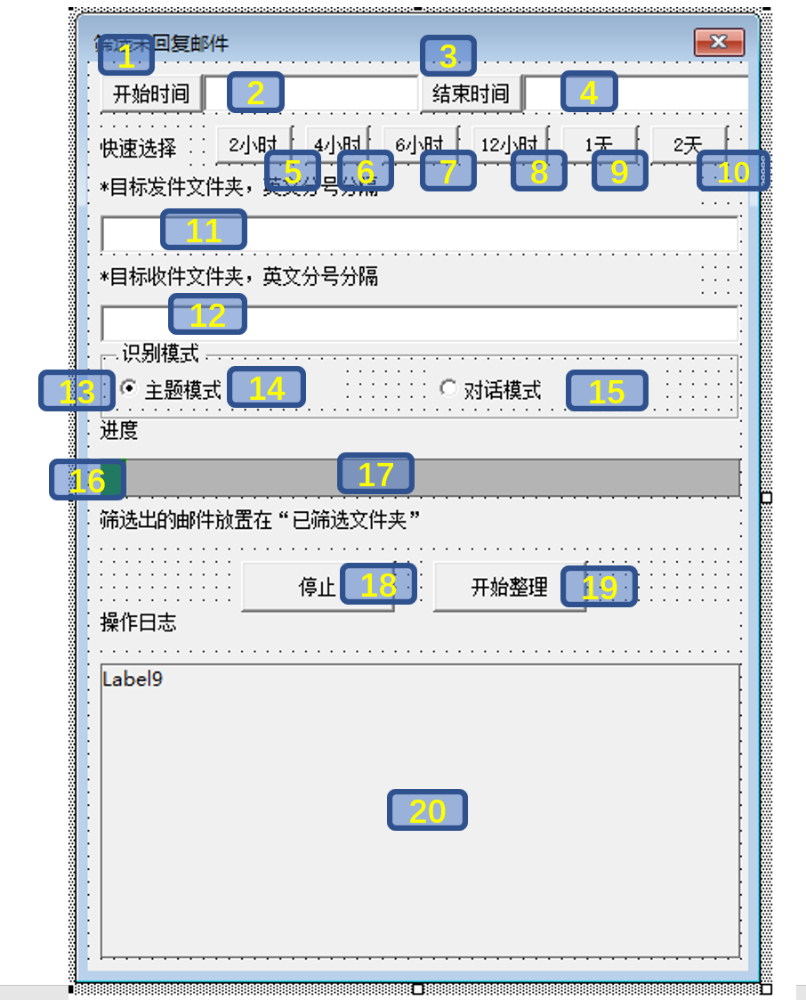 筛选未回复邮件
1
3
开始时间
2
结束时间
4
快速选择
2小时
4小时
6小时
12小时
1天
2天
5
6
7
8
9
10
*目标发件文件夹，英文分号分隔
11
*目标收件文件夹，英文分号分隔
12
识别模式
13
主题模式
14
对话模式
15
进度
16
17
筛选出的邮件放置在“已筛选文件夹”
停止
18
开始整理
19
操作日志
Label9
20